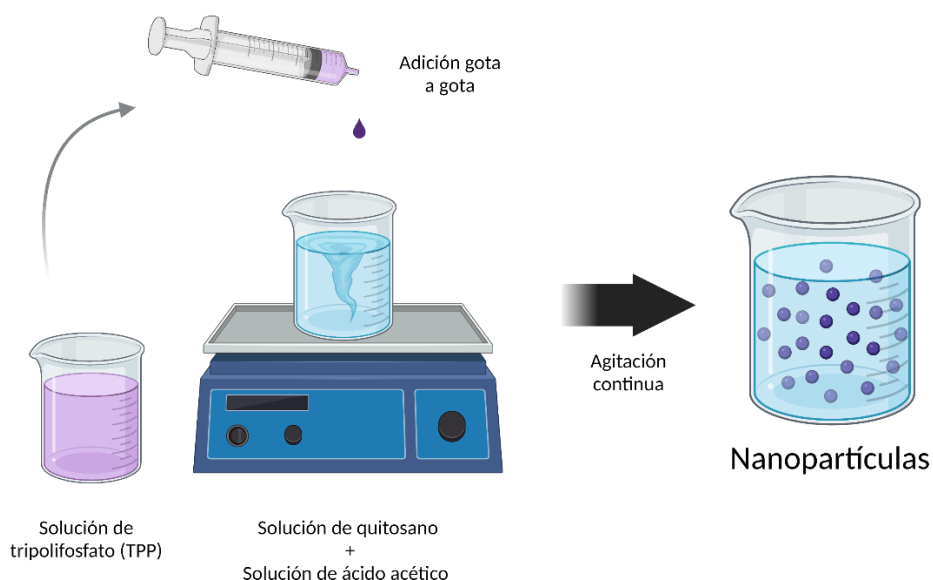 Adición gota
a gota
Agitación
continua
Nanopartículas
Solución de
tripolifosfato (TPP)
Solución de quitosano
+
Solución de ácido acético